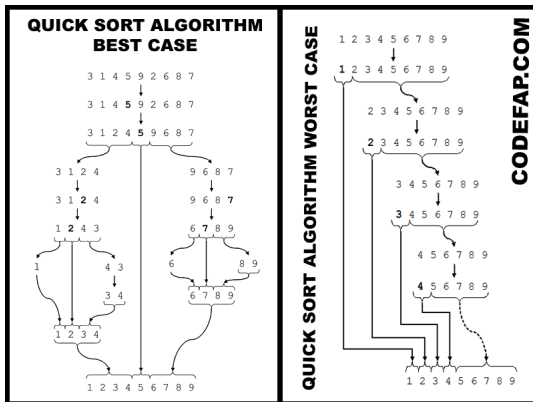 QUICK SORT ALGORITHM
BEST CASE
3 1 4 5 9 2 6 8 7
3 1 4 5 9 2 6 8 7
3 1 2 4 5 9 6 8 7
3 1 2 4
9 6 8 7
3 1 2 4
9 6 8 7
1 2 4 3
6 7 8 9
1
4 3
6
8 9
3 4
6 7 8 9
1 2 3 4
1 2 3 4 5 6 7 8 9
QUICK SORT ALGORITHM WORST CASE
1 2 3 4 5 6 7 8 9
1 2 3 4 5 6 7 8 9
2 3 4 5 6 7 8 9
2 3 4 5 6 7 8 9
3 4 5 6 7 8 9
3 4 5 6 7 8 9
4 5 6 7 8 9
4 5 6 7 8 9
1 2 3 4 5 6 7 8 9
CODEFAP.COM